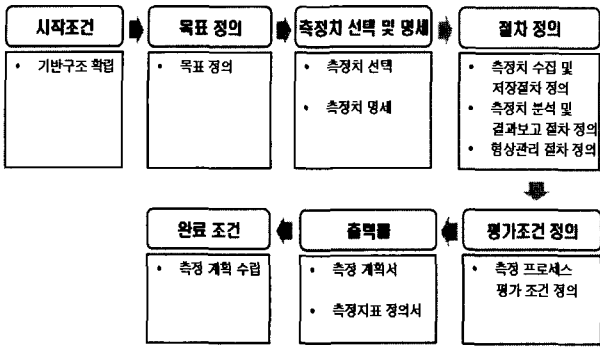 시작조건
• 기반구조 확립
목표 정의
• 목표 정의
측정치 선택 및 명세
• 측정치 선택
• 측정치 명세
절차 정의
• 측정치 수집 및
저장절차 정의
• 측정치 분석 및
결과보고 절차 정의
• 형상관리 절차 정의
평가조건 정의
• 측정 프로세스
평가 조건 정의
출력물
• 측정 계획서
• 측정지표 정의서
완료 조건
• 측정 계획 수립